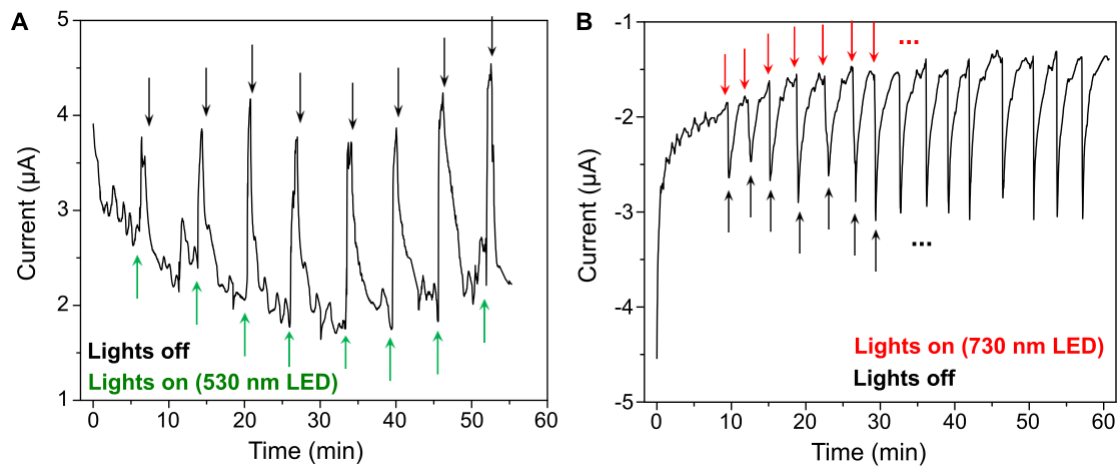 A
Current (µA)
5
4
3
2
1
Lights off
Lights on (530 nm LED)
0 10 20 30 40 50 60
Time (min)
B
Current (µA)
-1
-2
-3
-4
-5
...
...
Lights on (730 nm LED)
Lights off
0 10 20 30 40 50 60
Time (min)